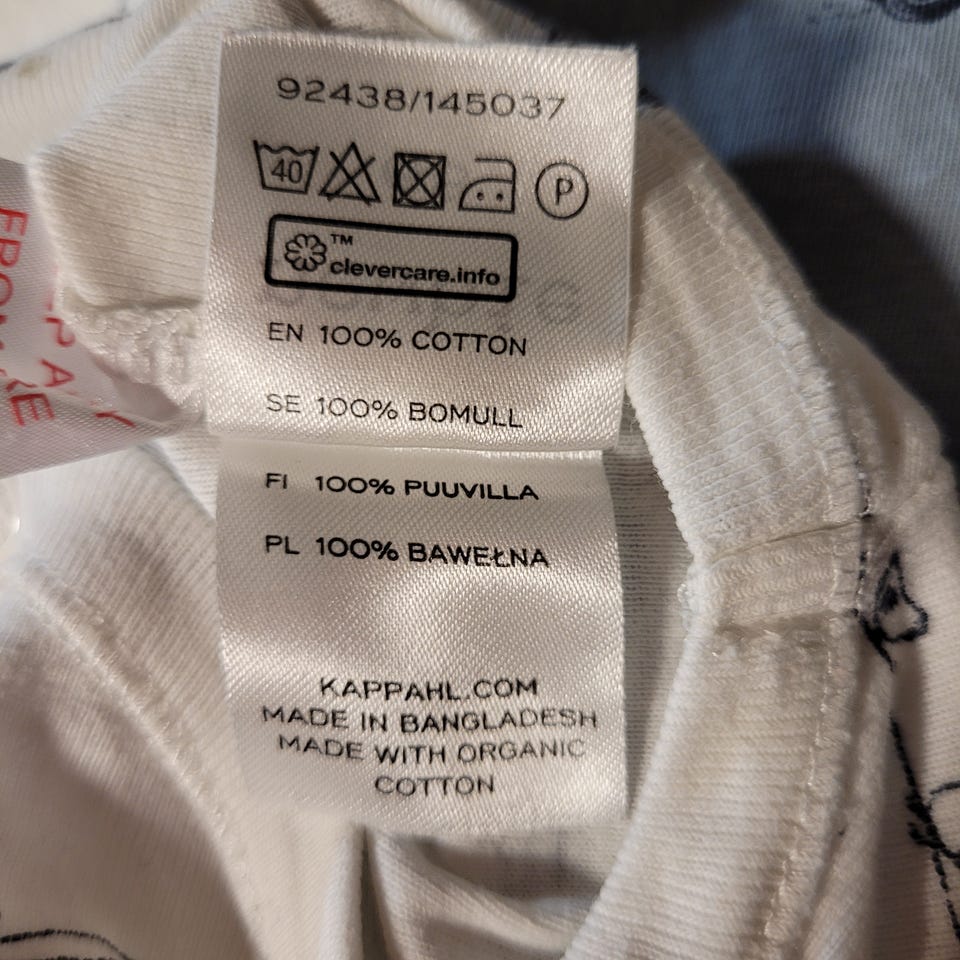 92438/145037
40
P
TM
clevercare.info
EN 100% COTTON
SE 100% BOMULL
FI 100% PUUVILLA
PL 100% BAWEŁNA
KAPPAHL.COM
MADE IN BANGLADESH
MADE WITH ORGANIC
COTTON